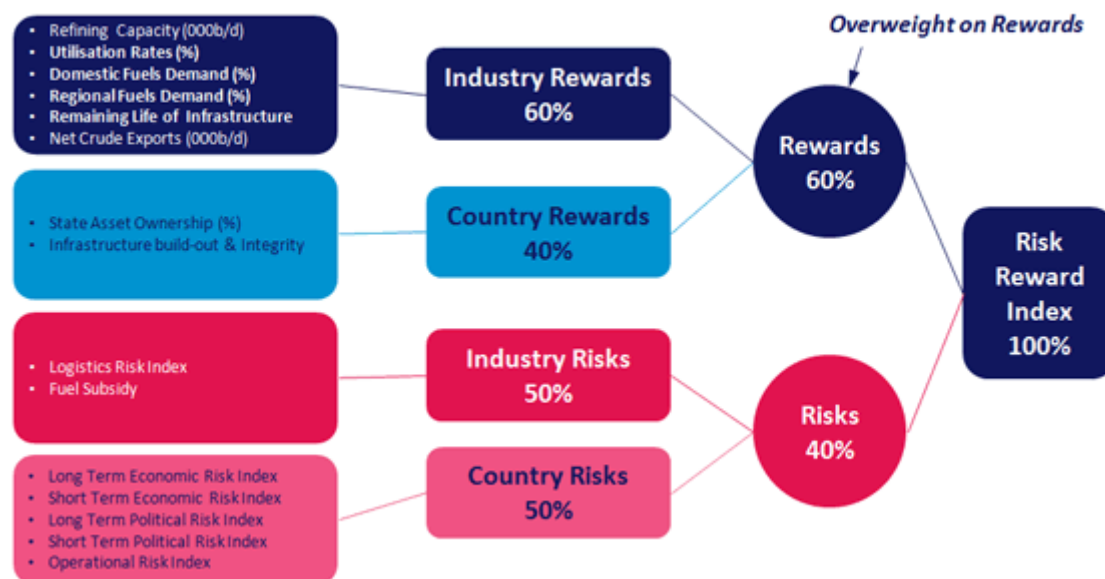 Overweight on Rewards
• Refining Capacity (000b/d)
• Utilisation Rates (%)
• Domestic Fuels Demand (%)
• Regional Fuels Demand (%)
• Remaining Life of Infrastructure
• Net Crude Exports (000b/d)
Industry Rewards
60%
Rewards
60%
• State Asset Ownership (%)
• Infrastructure build-out & Integrity
Country Rewards
40%
Risk
Reward
Index
100%
• Logistics Risk Index
• Fuel Subsidy
Industry Risks
50%
Risks
40%
• Long Term Economic Risk Index
• Short Term Economic Risk Index
• Long Term Political Risk Index
• Short Term Political Risk Index
• Operational Risk Index
Country Risks
50%